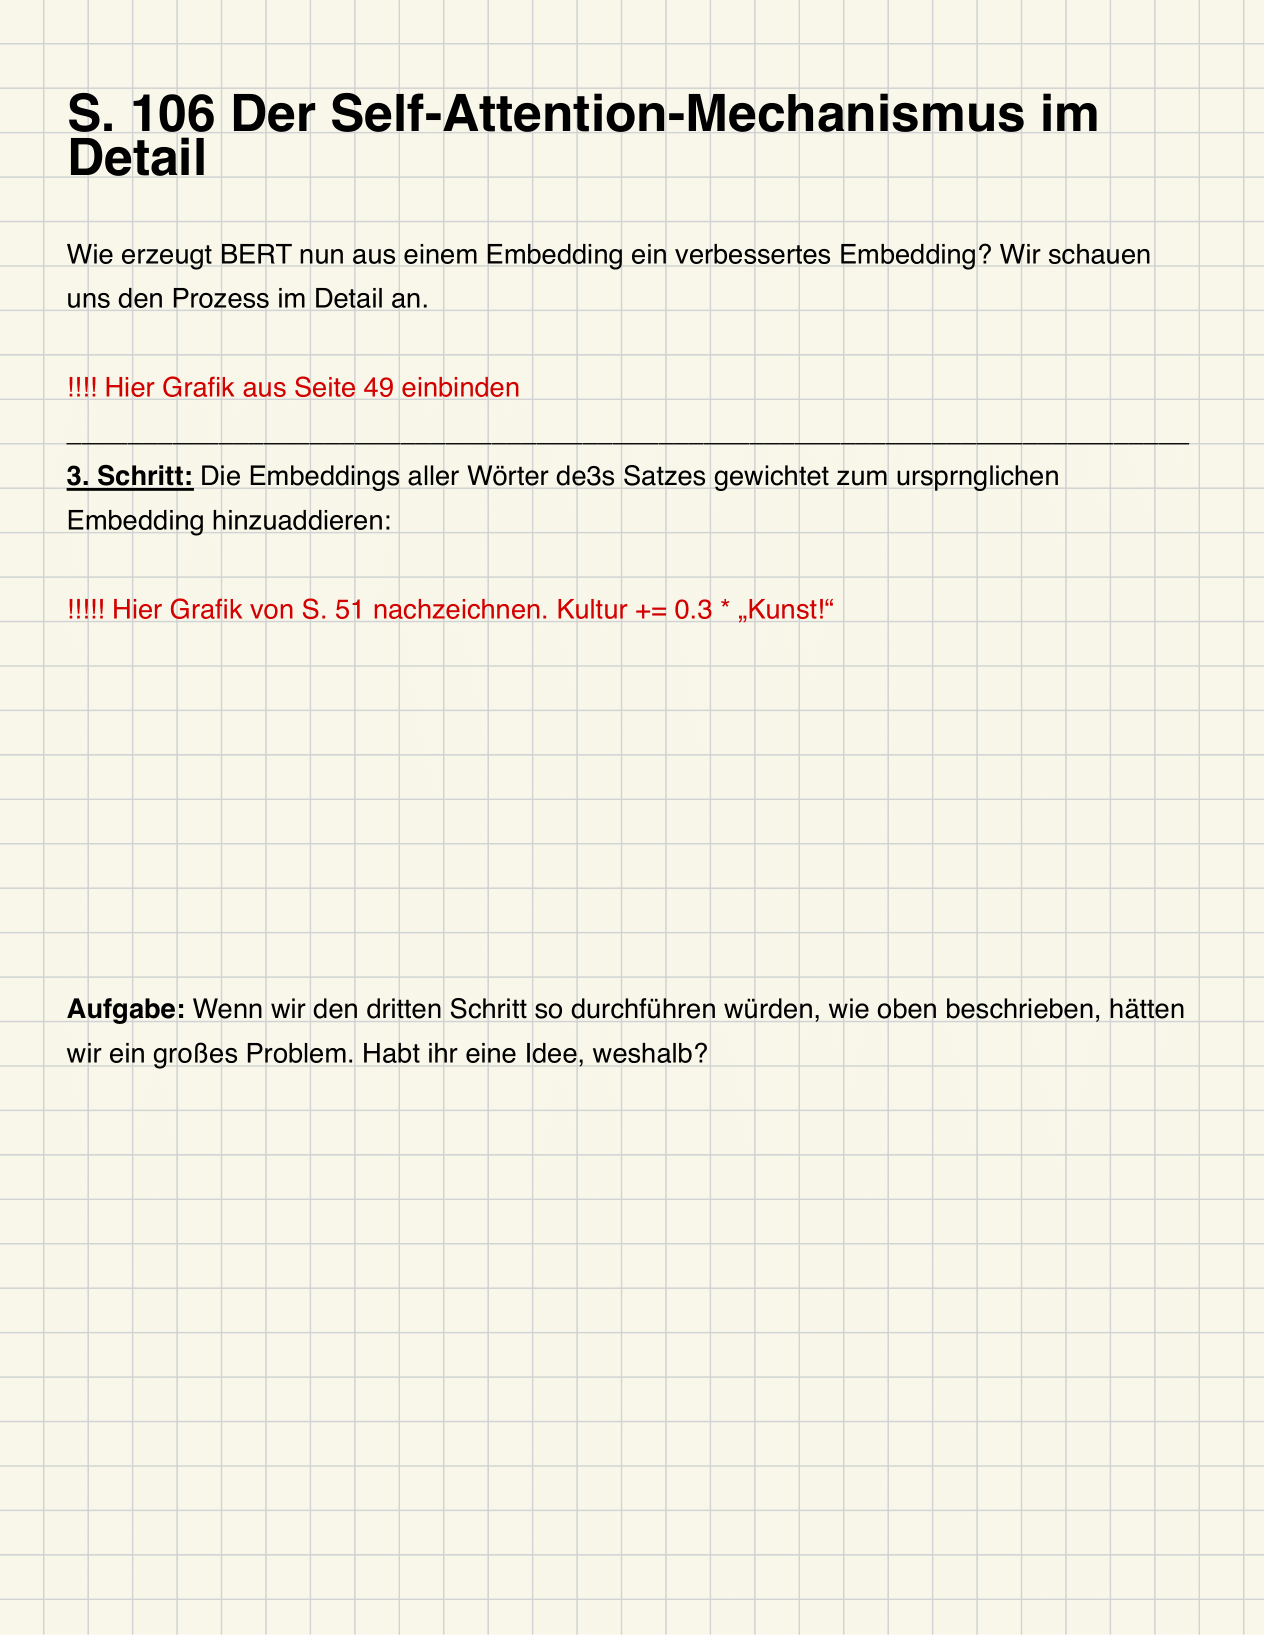 S. 106 Der Self-Attention-Mechanismus im
Detail
Wie erzeugt BERT nun aus einem Embedding ein verbessertes Embedding? Wir schauen
uns den Prozess im Detail an.
!!!! Hier Grafik aus Seite 49 einbinden
3. Schritt: Die Embeddings aller Wörter de3s Satzes gewichtet zum ursprnglichen
Embedding hinzuaddieren:
!!!!! Hier Grafik von S. 51 nachzeichnen. Kultur += 0.3 * „Kunst!“
Aufgabe: Wenn wir den dritten Schritt so durchführen würden, wie oben beschrieben, hätten
wir ein großes Problem. Habt ihr eine Idee, weshalb?